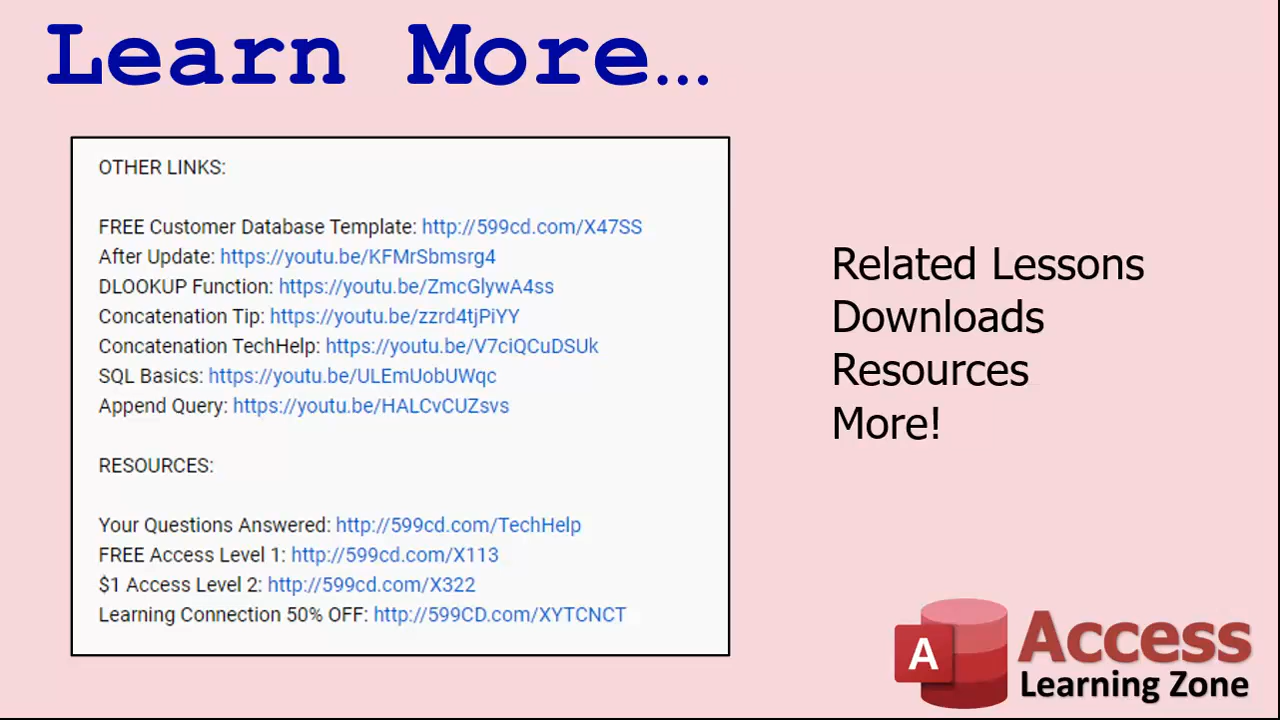 Learn More...
OTHER LINKS:
FREE Customer Database Template: http://599cd.com/X47SS
After Update: https://youtu.be/KFMrSbmsrg4
DLOOKUP Function: https://youtu.be/ZmcGlywA4ss
Concatenation Tip: https://youtu.be/zzrd4tjPiYY
Concatenation TechHelp: https://youtu.be/V7ciQCuDSUk
SQL Basics: https://youtu.be/ULEmUobUWqc
Append Query: https://youtu.be/HALCvCUZsvs
RESOURCES:
Your Questions Answered: http://599cd.com/TechHelp
FREE Access Level 1: http://599cd.com/X113
$1 Access Level 2: http://599cd.com/X322
Learning Connection 50% OFF: http://599CD.com/XYTCNCT
Related Lessons
Downloads
Resources
More!
A Access
Learning Zone